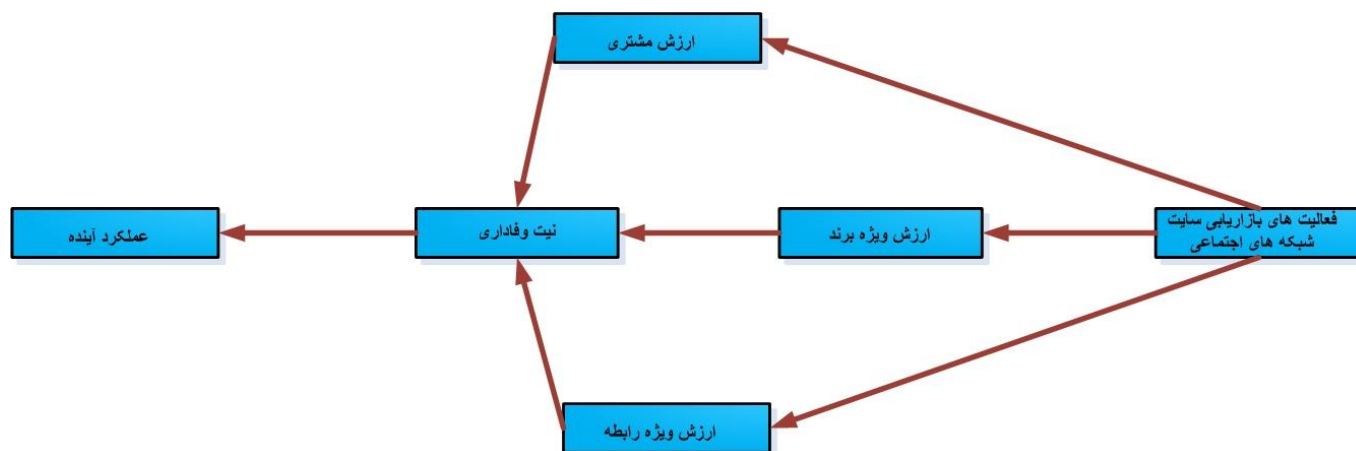 ارزش مشتری
فعالیت های بازاریابی سایت
شبکه های اجتماعی
ارزش ویژه برند
نیت وفاداری
عملکرد آینده
ارزش ویژه رابطه